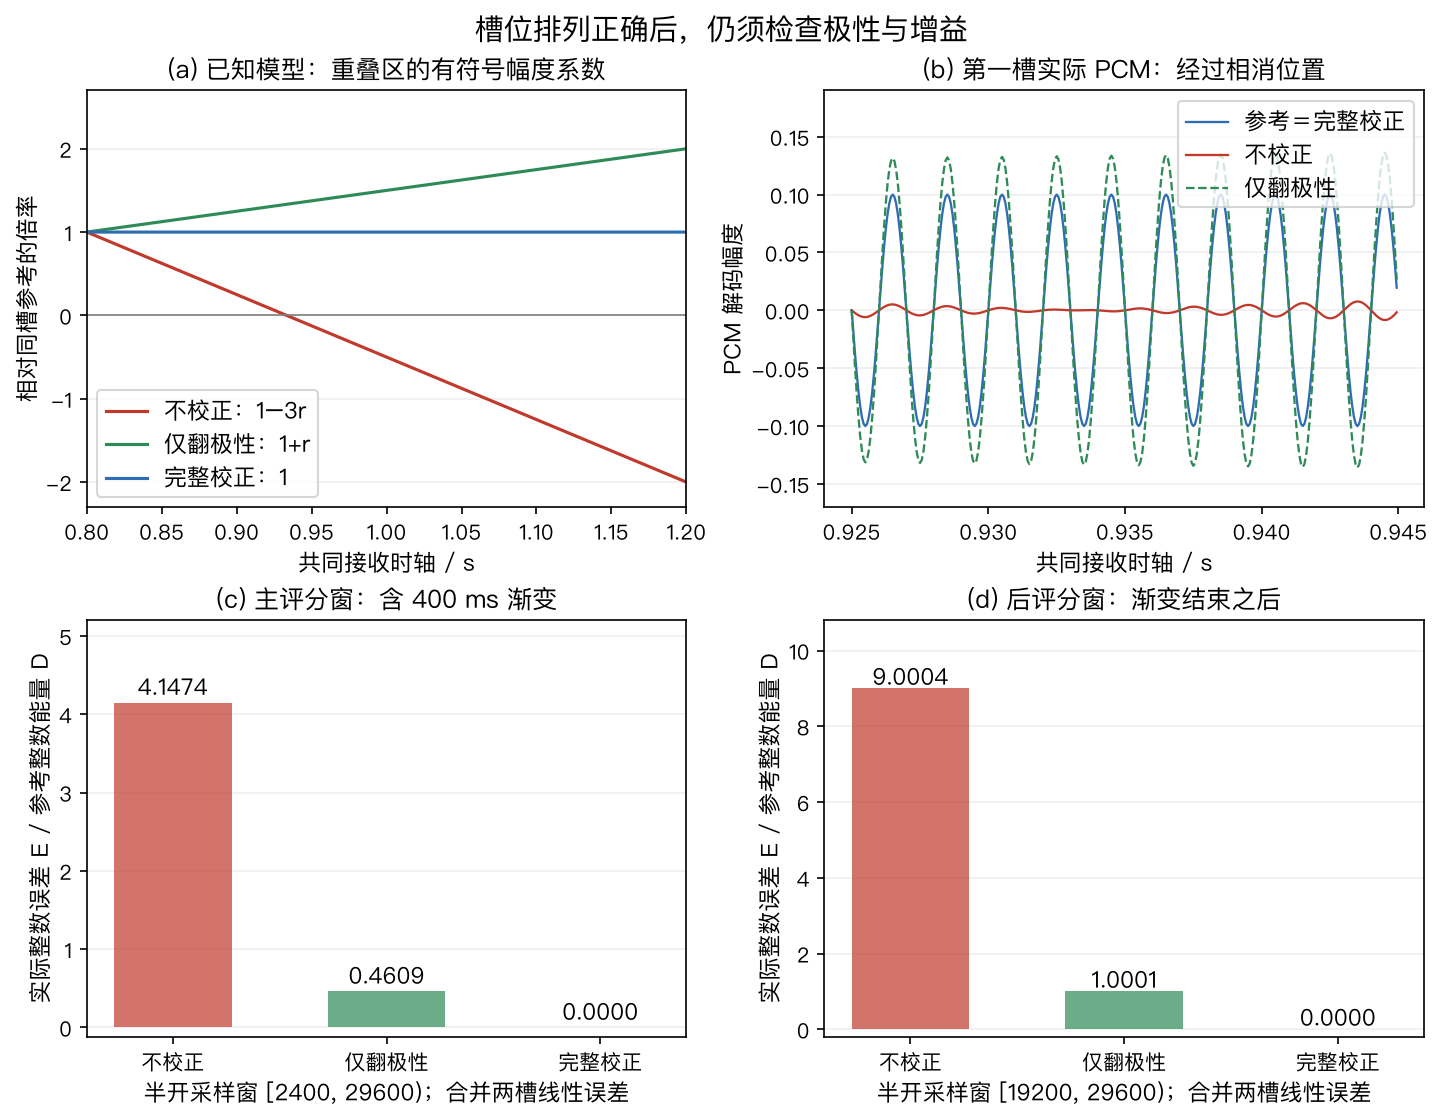 槽位排列正确后，仍须检查极性与增益
(a) 已知模型：重叠区的有符号幅度系数
相对同槽参考的倍率
2
1
0
−1
−2
不校正：1−3r
仅翻极性：1+r
完整校正：1
0.80 0.85 0.90 0.95 1.00 1.05 1.10 1.15 1.20
共同接收时轴 / s
(b) 第一槽实际 PCM：经过相消位置
PCM 解码幅度
0.15
0.10
0.05
0.00
−0.05
−0.10
−0.15
参考＝完整校正
不校正
仅翻极性
0.925 0.930 0.935 0.940 0.945
共同接收时轴 / s
(c) 主评分窗：含 400 ms 渐变
实际整数误差 E / 参考整数能量 D
5
4
3
2
1
0
4.1474
0.4609
0.0000
不校正 仅翻极性 完整校正
半开采样窗 [2400, 29600)；合并两槽线性误差
(d) 后评分窗：渐变结束之后
实际整数误差 E / 参考整数能量 D
10
8
6
4
2
0
9.0004
1.0001
0.0000
不校正 仅翻极性 完整校正
半开采样窗 [19200, 29600)；合并两槽线性误差